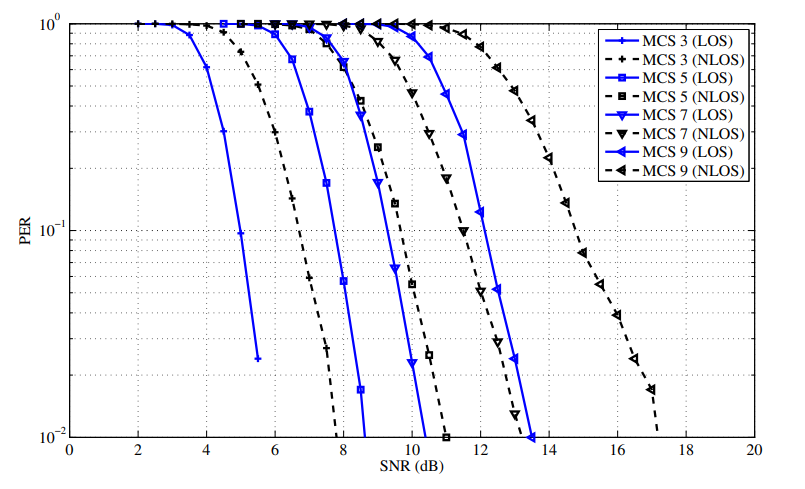 10^0
MCS 3 (LOS)
MCS 3 (NLOS)
MCS 5 (LOS)
MCS 5 (NLOS)
MCS 7 (LOS)
MCS 7 (NLOS)
MCS 9 (LOS)
MCS 9 (NLOS)
10^−1
PER
10^−2
0 2 4 6 8 10 12 14 16 18 20
SNR (dB)